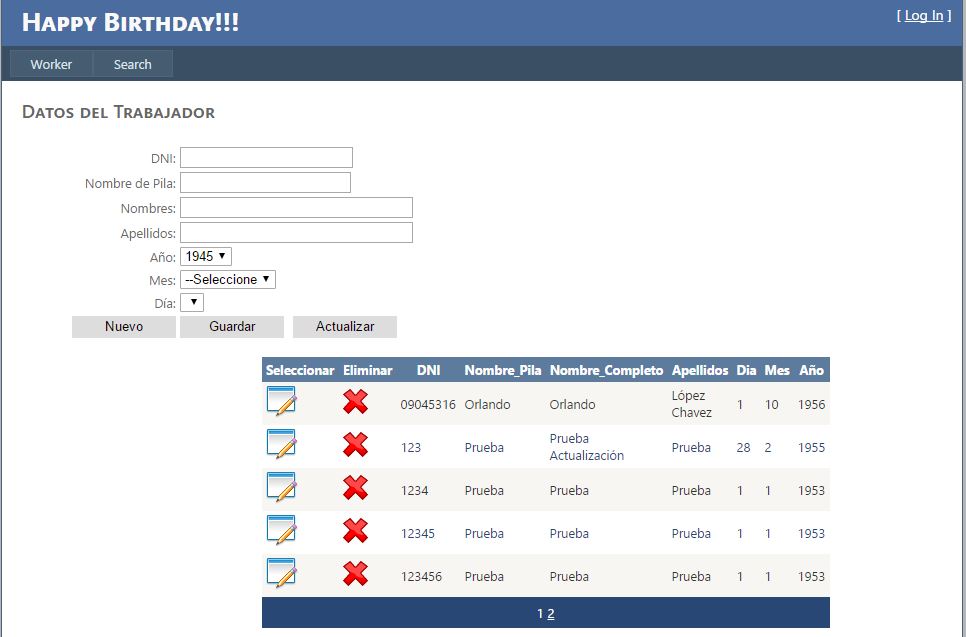 Happy Birthday!!!
[ Log In ]
Worker Search
Datos del Trabajador
DNI:
Nombre de Pila:
Nombres:
Apellidos:
Año: 1945
Mes: --Seleccione
Día:
Nuevo Guardar Actualizar
Seleccionar Eliminar DNI Nombre_Pila Nombre_Completo Apellidos Dia Mes Año
09045316 Orlando Orlando López Chavez 1 10 1956
123 Prueba Prueba Actualización Prueba 28 2 1955
1234 Prueba Prueba Prueba 1 1 1953
12345 Prueba Prueba Prueba 1 1 1953
123456 Prueba Prueba Prueba 1 1 1953
1 2